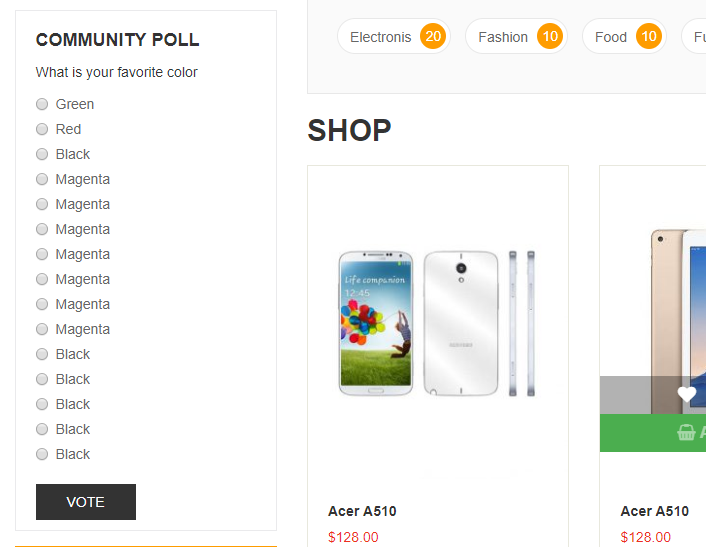 COMMUNITY POLL
What is your favorite color
Green
Red
Black
Magenta
Magenta
Magenta
Magenta
Magenta
Magenta
Magenta
Black
Black
Black
Black
Black
VOTE
Electronis 20
Fashion 10
Food 10
Fu
SHOP
Life companion
12:45
SAMSUNG
A
Acer A510
$128.00
Acer A510
$128.00